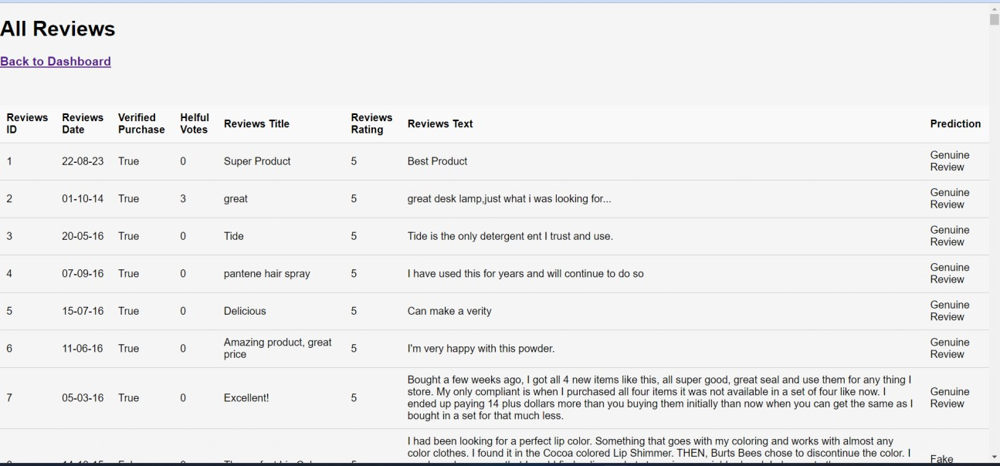 All Reviews
Back to Dashboard
Reviews ID Reviews Date Verified Purchase Helful Votes Reviews Title Reviews Rating Reviews Text Prediction
1 22-08-23 True 0 Super Product 5 Best Product Genuine Review
2 01-10-14 True 3 great 5 great desk lamp,just what i was looking for... Genuine Review
3 20-05-16 True 0 Tide 5 Tide is the only detergent ent I trust and use. Genuine Review
4 07-09-16 True 0 pantene hair spray 5 I have used this for years and will continue to do so Genuine Review
5 15-07-16 True 0 Delicious 5 Can make a verity Genuine Review
6 11-06-16 True 0 Amazing product, great price 5 I'm very happy with this powder. Genuine Review
7 05-03-16 True 0 Excellent! 5 Bought a few weeks ago, I got all 4 new items like this, all super good, great seal and use them for any thing I
store. My only compliant is when I purchased all four items it was not available in a set of four like now. I
ended up paying 14 plus dollars more than you buying them initially than now when you can get the same as I
bought in a set for that much less. Genuine Review
I had been looking for a perfect lip color. Something that goes with my coloring and works with almost any
color clothes. I found it in the Cocoa colored Lip Shimmer. THEN, Burts Bees chose to discontinue the color. I
Fake